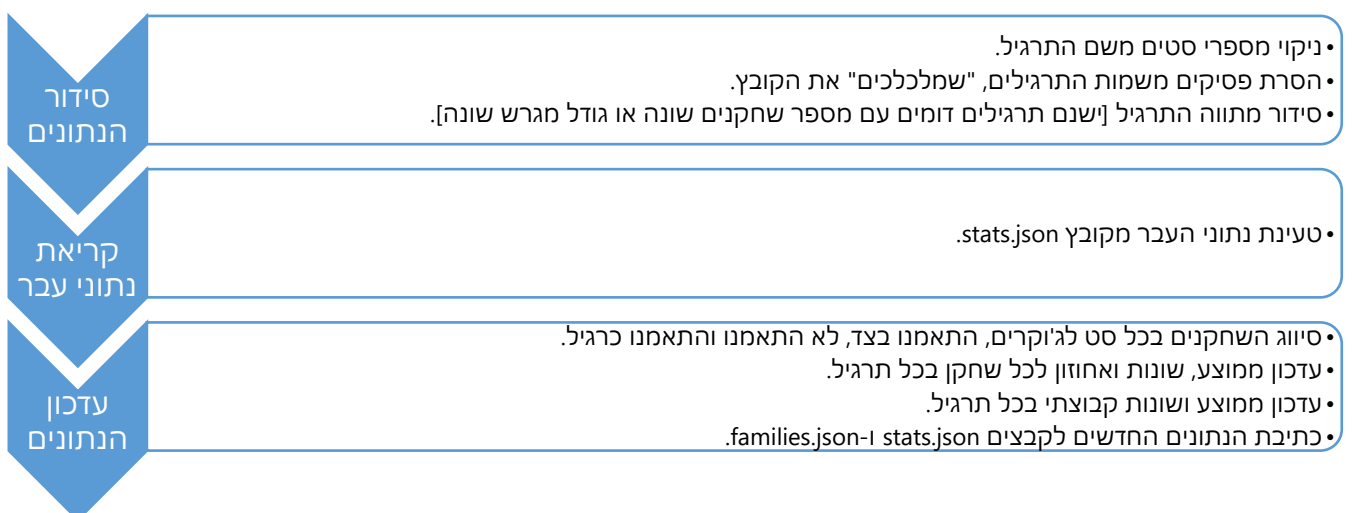 סידור
הנתונים
•ניקוי מספרי סטים משם התרגיל.
•הסרת פסיקים משמות התרגילים, "שמלכלכים" את הקובץ.
•סידור מתווה התרגיל [ישנם תרגילים דומים עם מספר שחקנים שונה או גודל מגרש שונה].
קריאת
נתוני עבר
•טעינת נתוני העבר מקובץ stats.json.
עדכון
הנתונים
•סיווג השחקנים בכל סט לג'וקרים, התאמנו בצד, לא התאמנו והתאמנו כרגיל.
•עדכון ממוצע, שונות ואחוזון לכל שחקן בכל תרגיל.
•עדכון ממוצע ושונות קבוצתי בכל תרגיל.
•כתיבת הנתונים החדשים לקבצים stats.json ו-families.json.